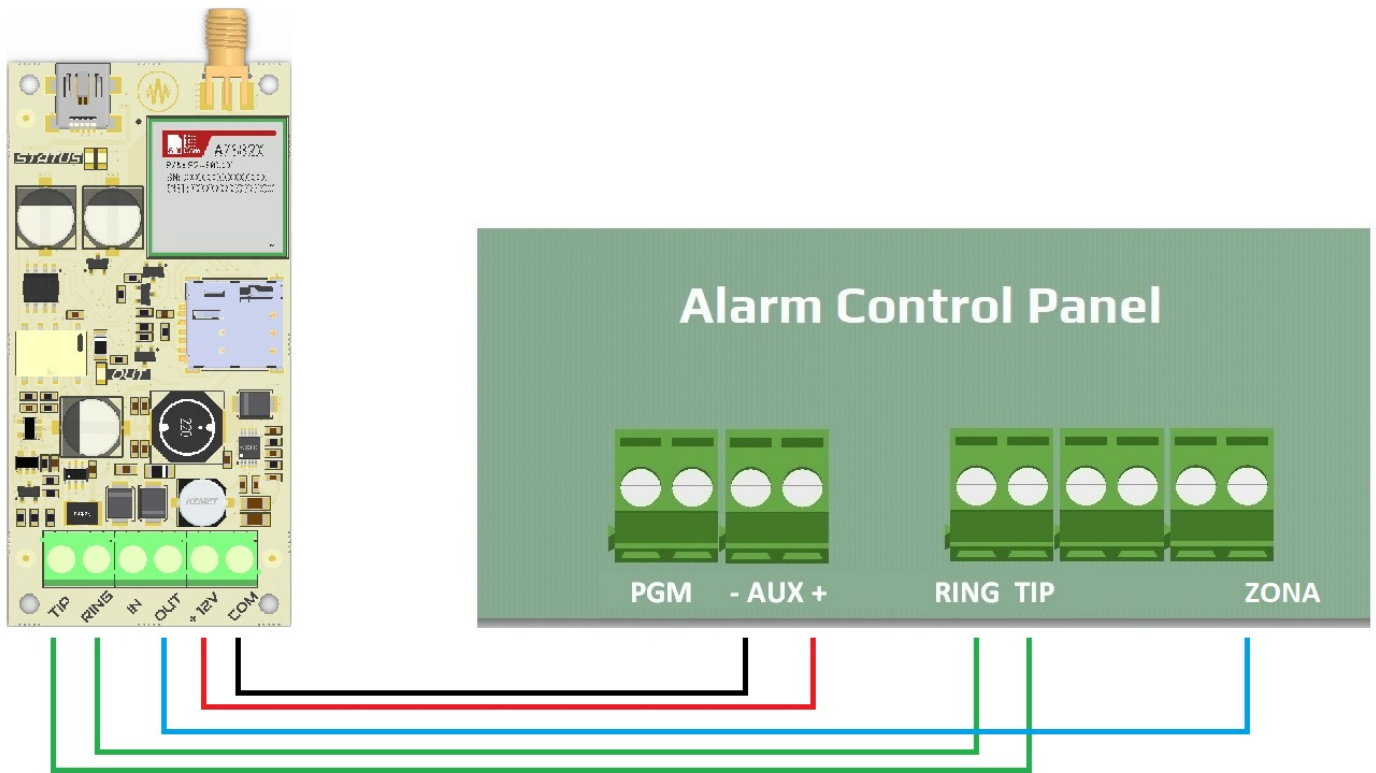 A7682X
STATUS
OUT
220
KEMET
TIP RING IN OUT + 12V COM
Alarm Control Panel
PGM - AUX + RING TIP ZONA